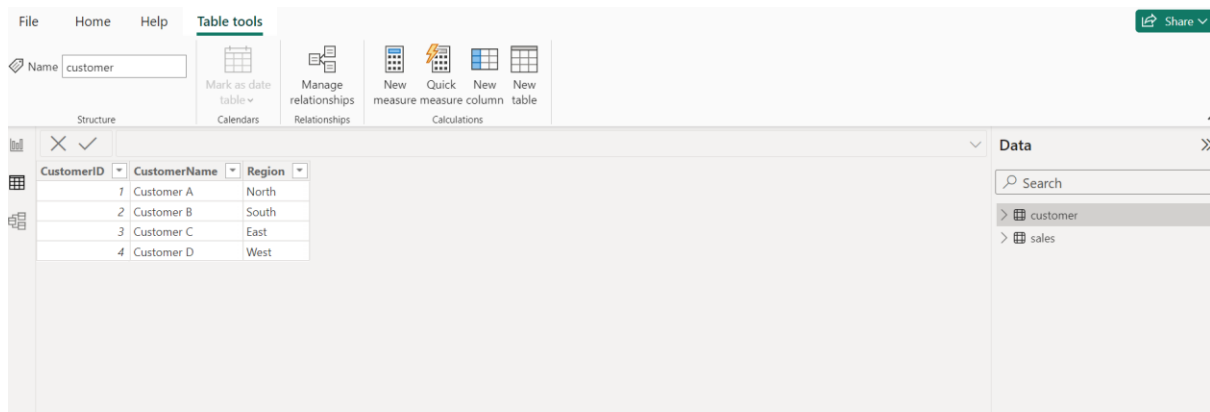 File Home Help Table tools Share
Name customer
Mark as date table
Manage relationships
New measure
Quick measure
New column
New table
Structure Calendars Relationships Calculations
Data
CustomerID CustomerName Region
Search
1 Customer A North
2 Customer B South
customer
3 Customer C East
sales
4 Customer D West